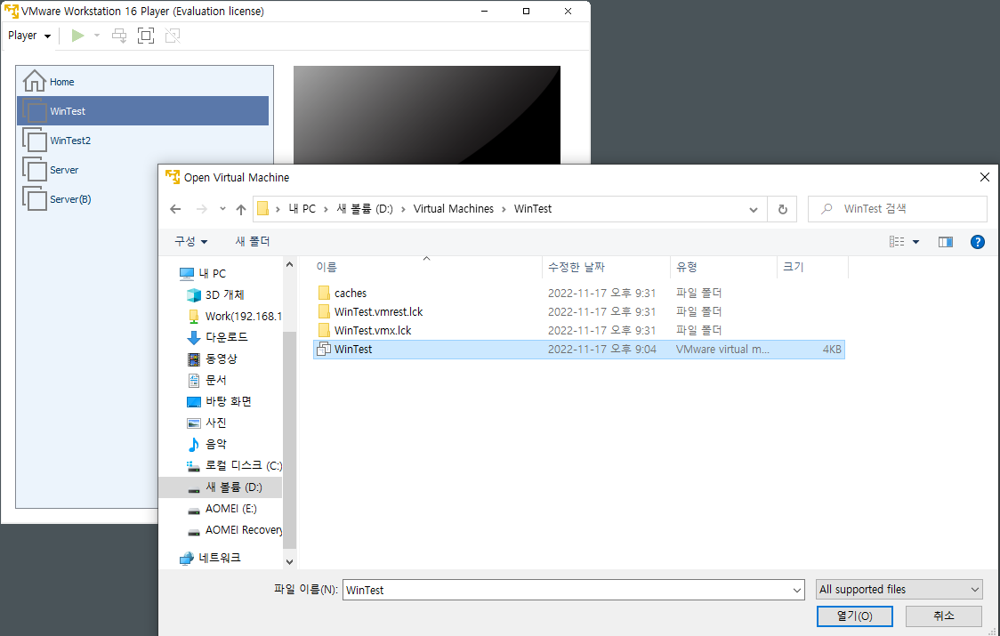 VMware Workstation 16 Player (Evaluation license)
Player
Home
WinTest
WinTest2
Server
Server(B)
Open Virtual Machine
내 PC > 새 볼륨 (D:) > Virtual Machines > WinTest
WinTest 검색
구성 새 폴더
이름 수정한 날짜 유형 크기
내 PC
3D 개체
Work(192.168.1
다운로드
동영상
문서
바탕 화면
사진
음악
로컬 디스크 (C:)
새 볼륨 (D:)
AOMEI (E:)
AOMEI Recovery
네트워크
caches 2022-11-17 오후 9:31 파일 폴더
WinTest.vmrest.lck 2022-11-17 오후 9:31 파일 폴더
WinTest.vmx.lck 2022-11-17 오후 9:31 파일 폴더
WinTest 2022-11-17 오후 9:04 VMware virtual m... 4KB
파일 이름(N): WinTest
All supported files
열기(O) 취소